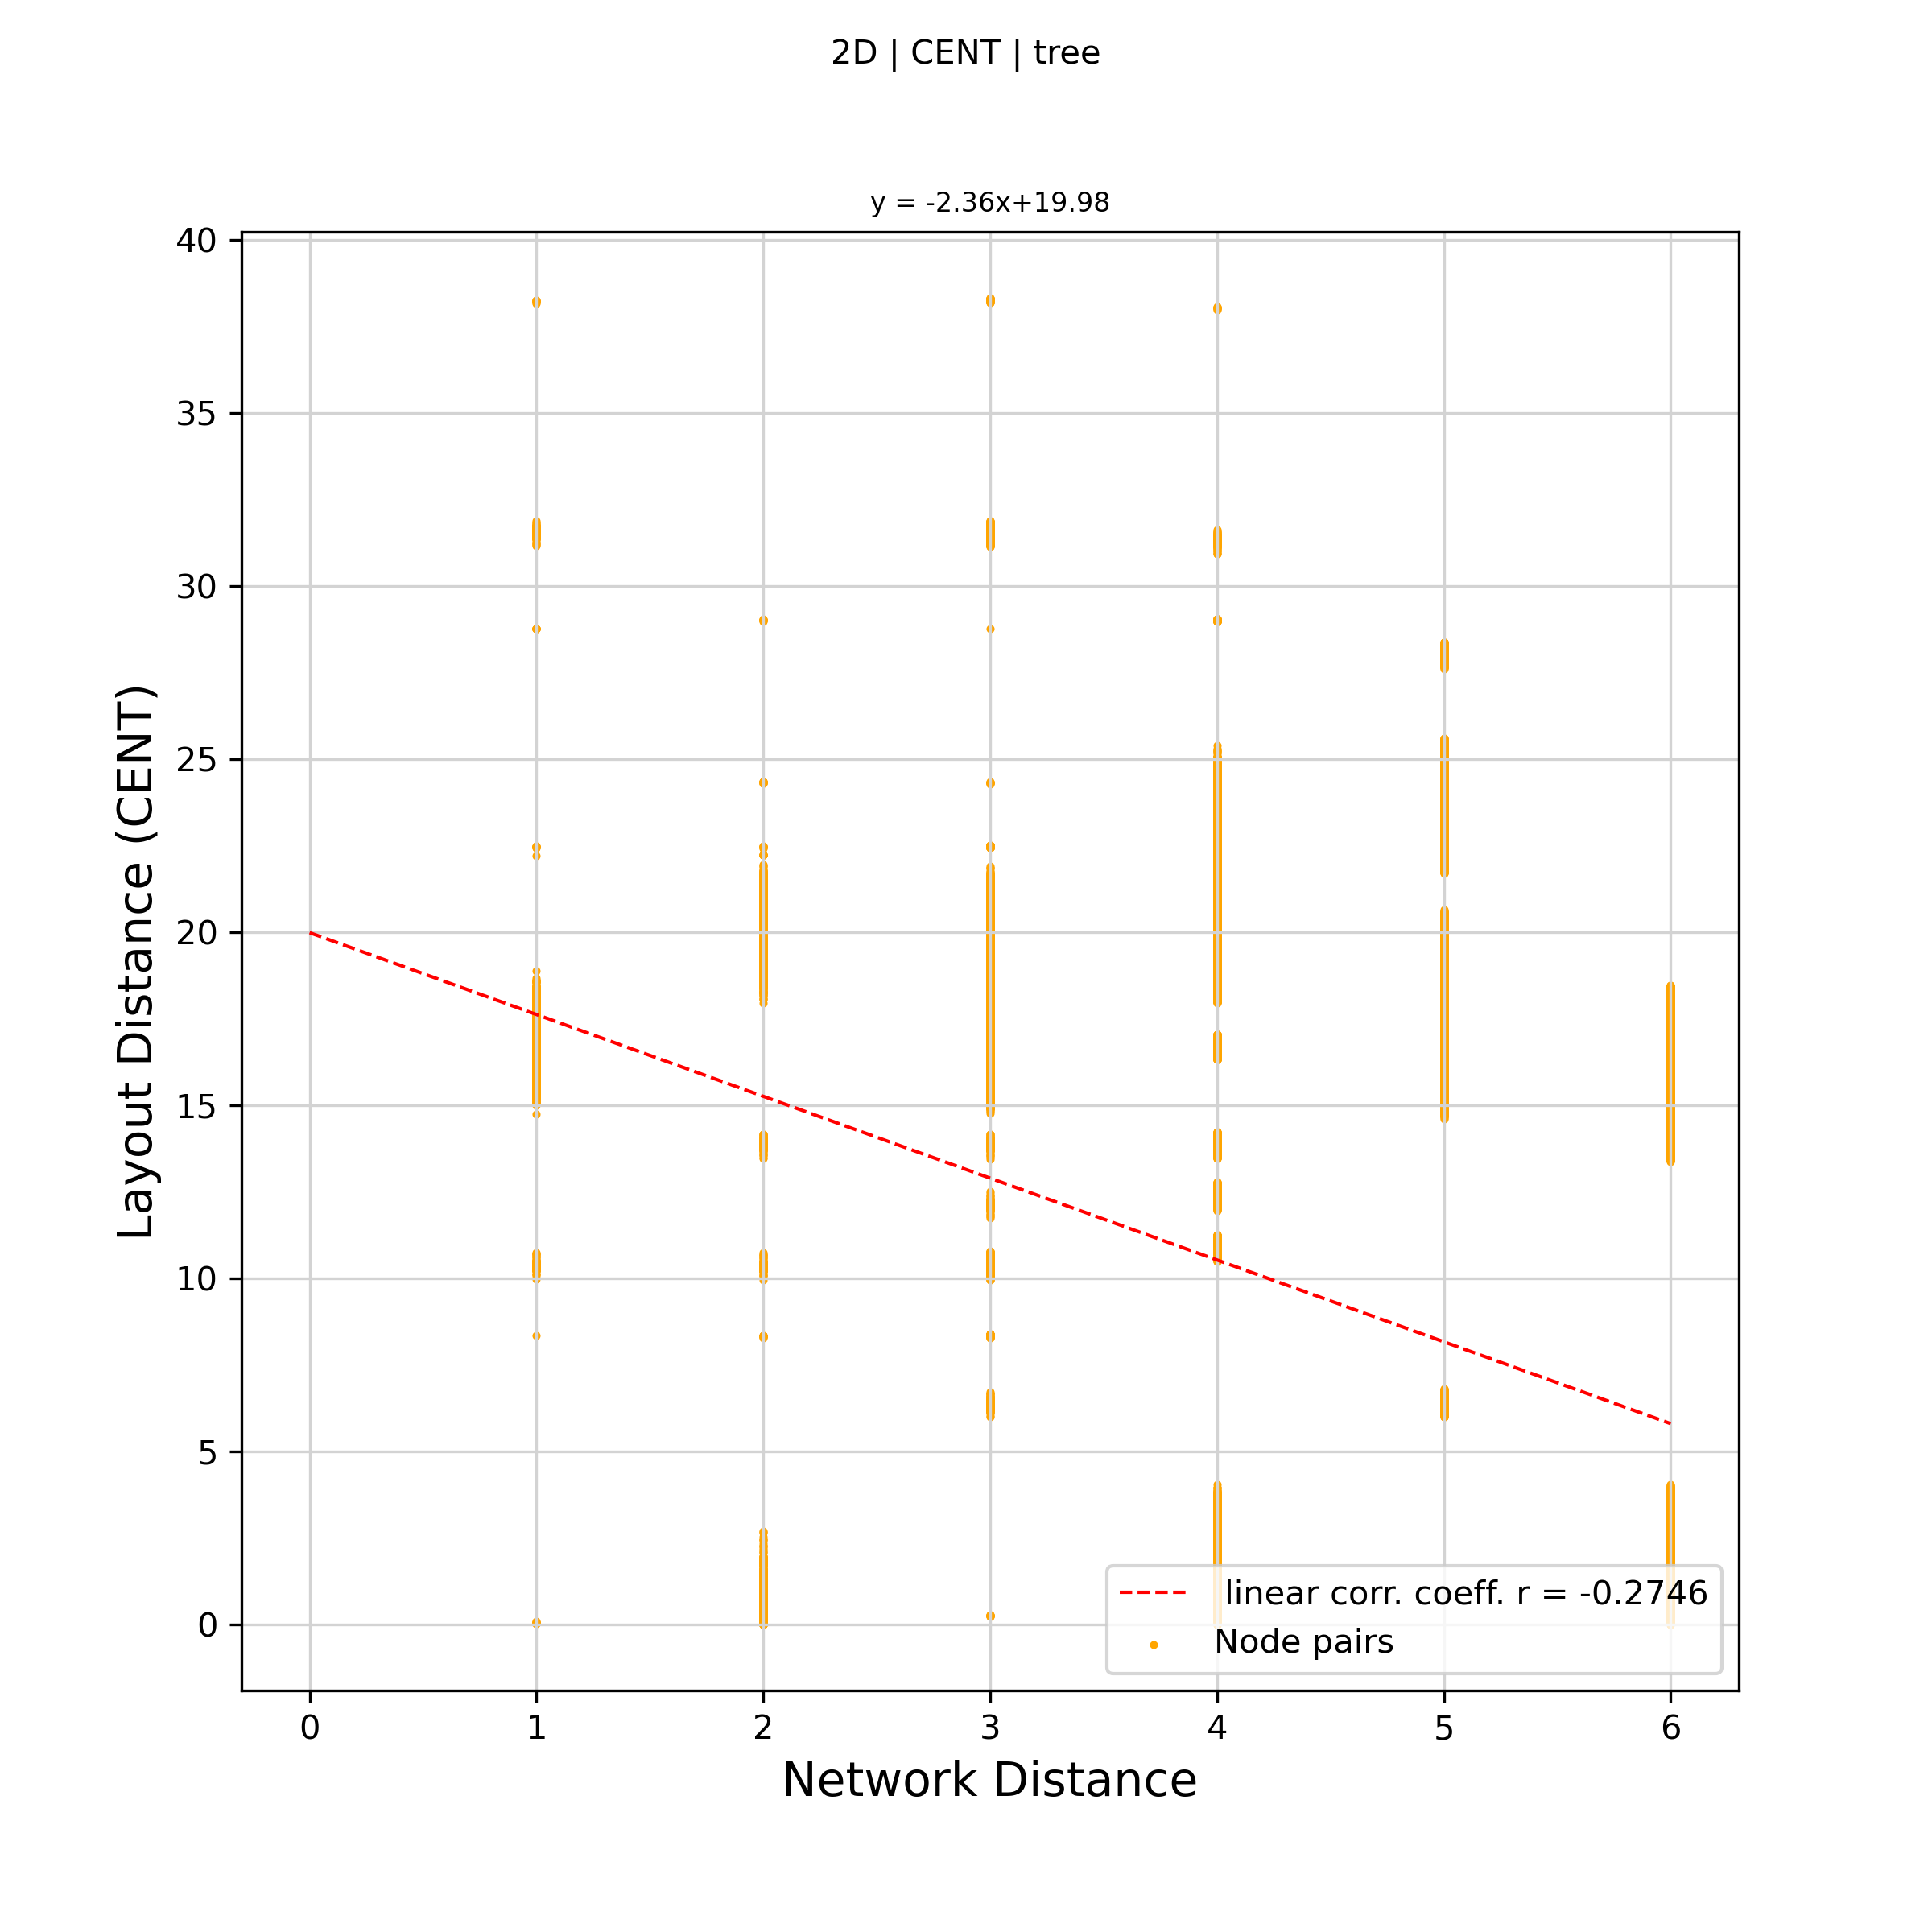 2D | CENT | tree
y = -2.36x+19.98
40
35
30
25
20
15
10
5
0
Layout Distance (CENT)
linear corr. coeff. r = -0.2746
Node pairs
0 1 2 3 4 5 6
Network Distance